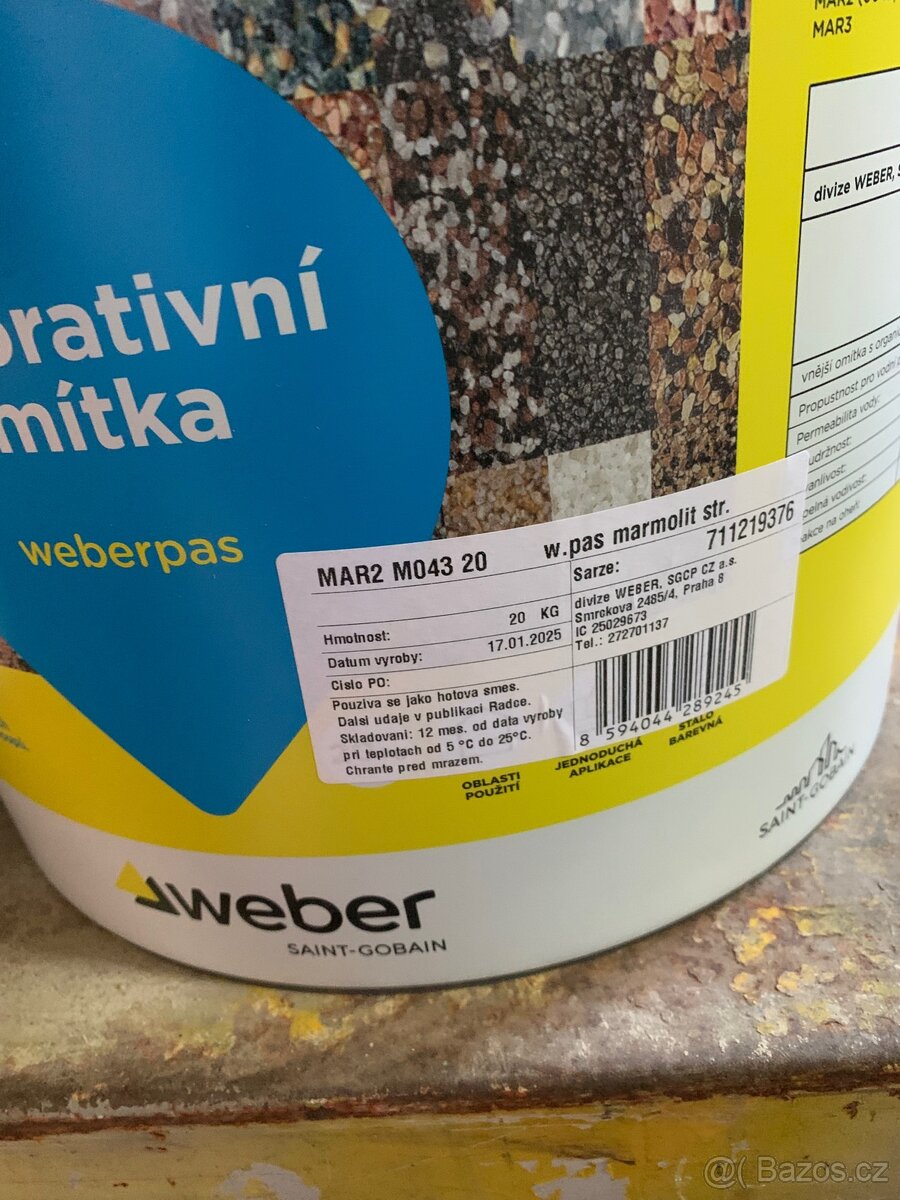 MAR3
divize WEBER,
orativní
mítka
weberpas
vnější omítka s organi
Propustnost pro vodní
Permeabilita vody:
udržnost:
MAR2 M043 20 w.pas marmolit str.
Sarze: 711219376
Hmotnost: 20 KG
Datum vyroby: 17.01.2025
Cislo PO:
divize WEBER, SGCP CZ a.s.
Smrckova 2485/4, Praha 8
IC 25029673
Tel.: 272701137
Pouziva se jako hotova smes.
Dalsi udaje v publikaci Radce.
Skladovani: 12 mes. od data vyroby
pri teplotach od 5 °C do 25°C.
Chrante pred mrazem.
8 594044 289245
OBLASTI
POUŽITÍ
JEDNODUCHÁ
APLIKACE
STÁLO
BAREVNÁ
weber
SAINT-GOBAIN
SAINT-GOBAIN
@( Bazos.cz